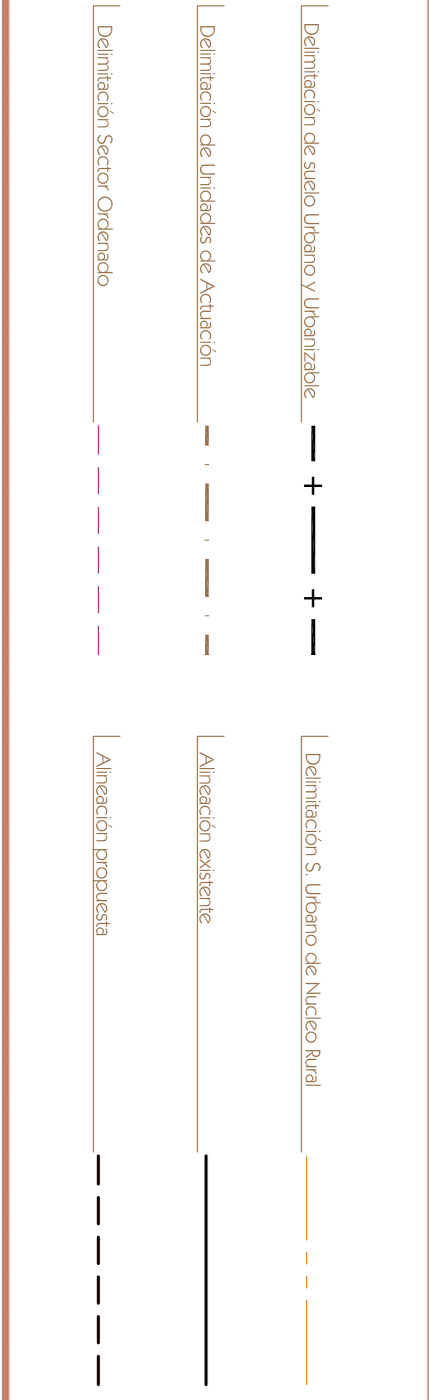 Delimitación de suelo Urbano y Urbanizable
Delimitación de Unidades de Actuación
Delimitación Sector Ordenado
Delimitación S. Urbano de Nucleo Rural
Alineación existente
Alineación propuesta